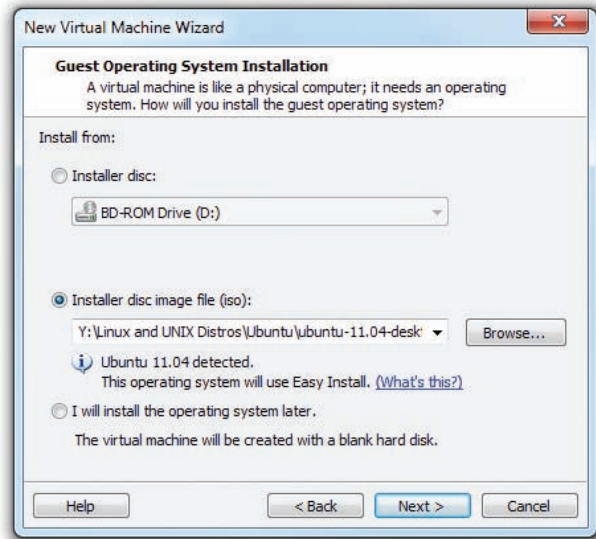 New Virtual Machine Wizard
Guest Operating System Installation
A virtual machine is like a physical computer; it needs an operating
system. How will you install the guest operating system?
Install from:
Installer disc:
BD-ROM Drive (D:)
Installer disc image file (iso):
Y:\Linux and UNIX Distros\Ubuntu\ubuntu-11.04-desk
Browse...
Ubuntu 11.04 detected.
This operating system will use Easy Install. (What's this?)
I will install the operating system later.
The virtual machine will be created with a blank hard disk.
Help < Back Next > Cancel